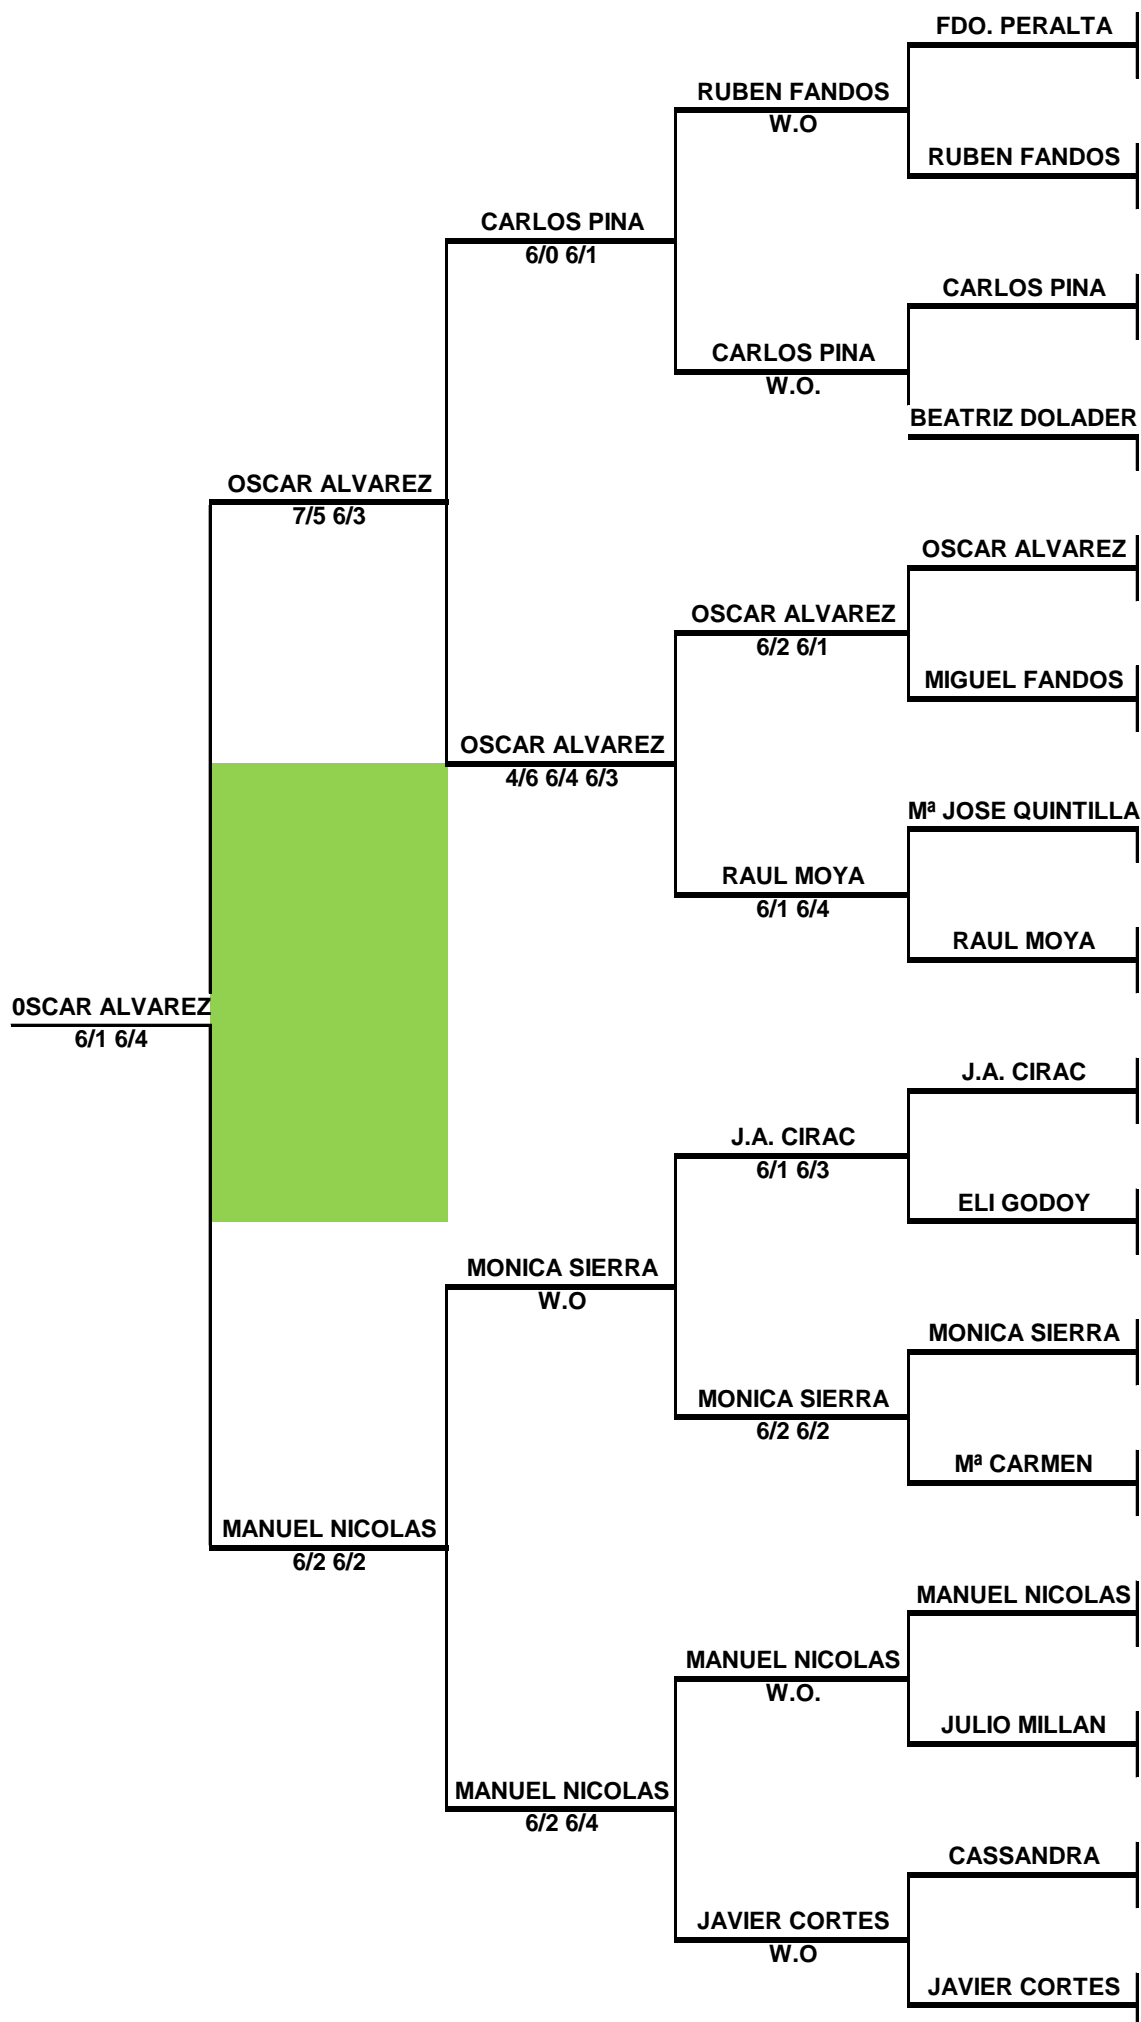 FDO. PERALTA
RUBEN FANDOS
W.O
RUBEN FANDOS
CARLOS PINA
6/0 6/1
CARLOS PINA
CARLOS PINA
W.O.
BEATRIZ DOLADER
OSCAR ALVAREZ
7/5 6/3
OSCAR ALVAREZ
OSCAR ALVAREZ
6/2 6/1
MIGUEL FANDOS
OSCAR ALVAREZ
4/6 6/4 6/3
Mª JOSE QUINTILLA
RAUL MOYA
6/1 6/4
RAUL MOYA
0SCAR ALVAREZ
6/1 6/4
J.A. CIRAC
J.A. CIRAC
6/1 6/3
ELI GODOY
MONICA SIERRA
W.O
MONICA SIERRA
MONICA SIERRA
6/2 6/2
Mª CARMEN
MANUEL NICOLAS
6/2 6/2
MANUEL NICOLAS
MANUEL NICOLAS
W.O.
JULIO MILLAN
MANUEL NICOLAS
6/2 6/4
CASSANDRA
JAVIER CORTES
W.O
JAVIER CORTES